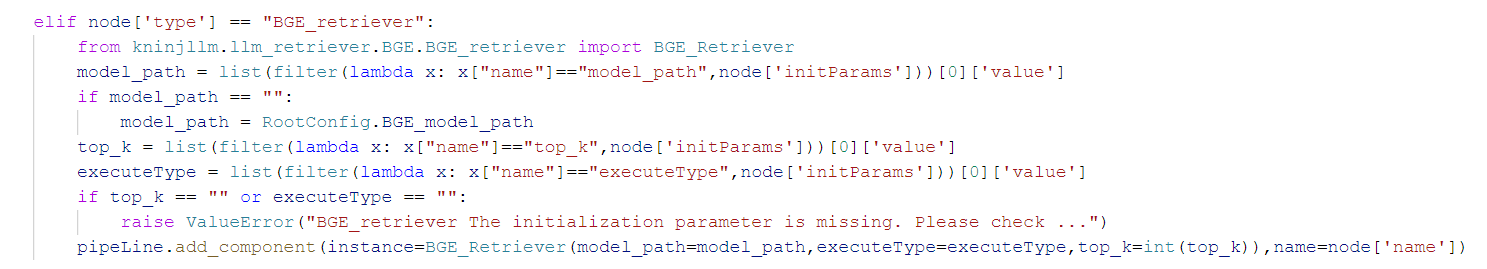 elif node['type'] == "BGE_retriever":
    from kninjllm.llm_retriever.BGE.BGE_retriever import BGE_Retriever
    model_path = list(filter(lambda x: x["name"]=="model_path",node['initParams']))[0]['value']
    if model_path == "":
        model_path = RootConfig.BGE_model_path
    top_k = list(filter(lambda x: x["name"]=="top_k",node['initParams']))[0]['value']
    executeType = list(filter(lambda x: x["name"]=="executeType",node['initParams']))[0]['value']
    if top_k == "" or executeType == "":
        raise ValueError("BGE_retriever The initialization parameter is missing. Please check ...")
    pipeLine.add_component(instance=BGE_Retriever(model_path=model_path,executeType=executeType,top_k=int(top_k)),name=node['name'])